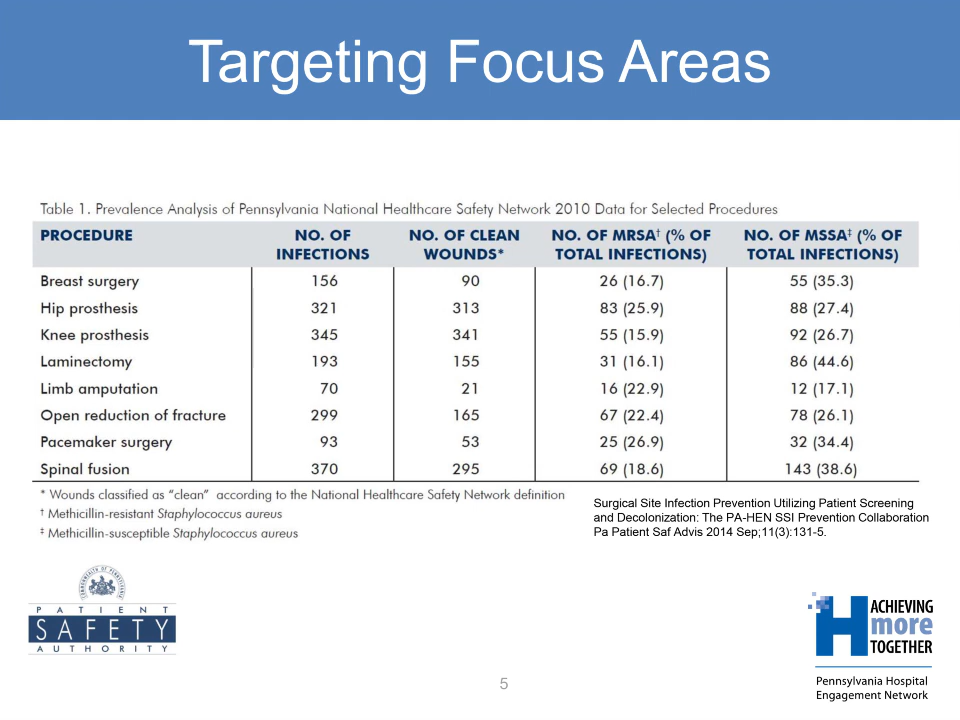 Targeting Focus Areas
Table 1. Prevalence Analysis of Pennsylvania National Healthcare Safety Network 2010 Data for Selected Procedures
PROCEDURE NO. OF INFECTIONS NO. OF CLEAN WOUNDS* NO. OF MRSA† (% OF TOTAL INFECTIONS) NO. OF MSSA‡ (% OF TOTAL INFECTIONS)
Breast surgery 156 90 26 (16.7) 55 (35.3)
Hip prosthesis 321 313 83 (25.9) 88 (27.4)
Knee prosthesis 345 341 55 (15.9) 92 (26.7)
Laminectomy 193 155 31 (16.1) 86 (44.6)
Limb amputation 70 21 16 (22.9) 12 (17.1)
Open reduction of fracture 299 165 67 (22.4) 78 (26.1)
Pacemaker surgery 93 53 25 (26.9) 32 (34.4)
Spinal fusion 370 295 69 (18.6) 143 (38.6)
* Wounds classified as “clean” according to the National Healthcare Safety Network definition
† Methicillin-resistant Staphylococcus aureus
‡ Methicillin-susceptible Staphylococcus aureus
Surgical Site Infection Prevention Utilizing Patient Screening
and Decolonization: The PA-HEN SSI Prevention Collaboration
Pa Patient Saf Advis 2014 Sep;11(3):131-5.
COMMONWEALTH OF PENNSYLVANIA
PATIENT
SAFETY
AUTHORITY
H ACHIEVING
more
TOGETHER
Pennsylvania Hospital
Engagement Network
5